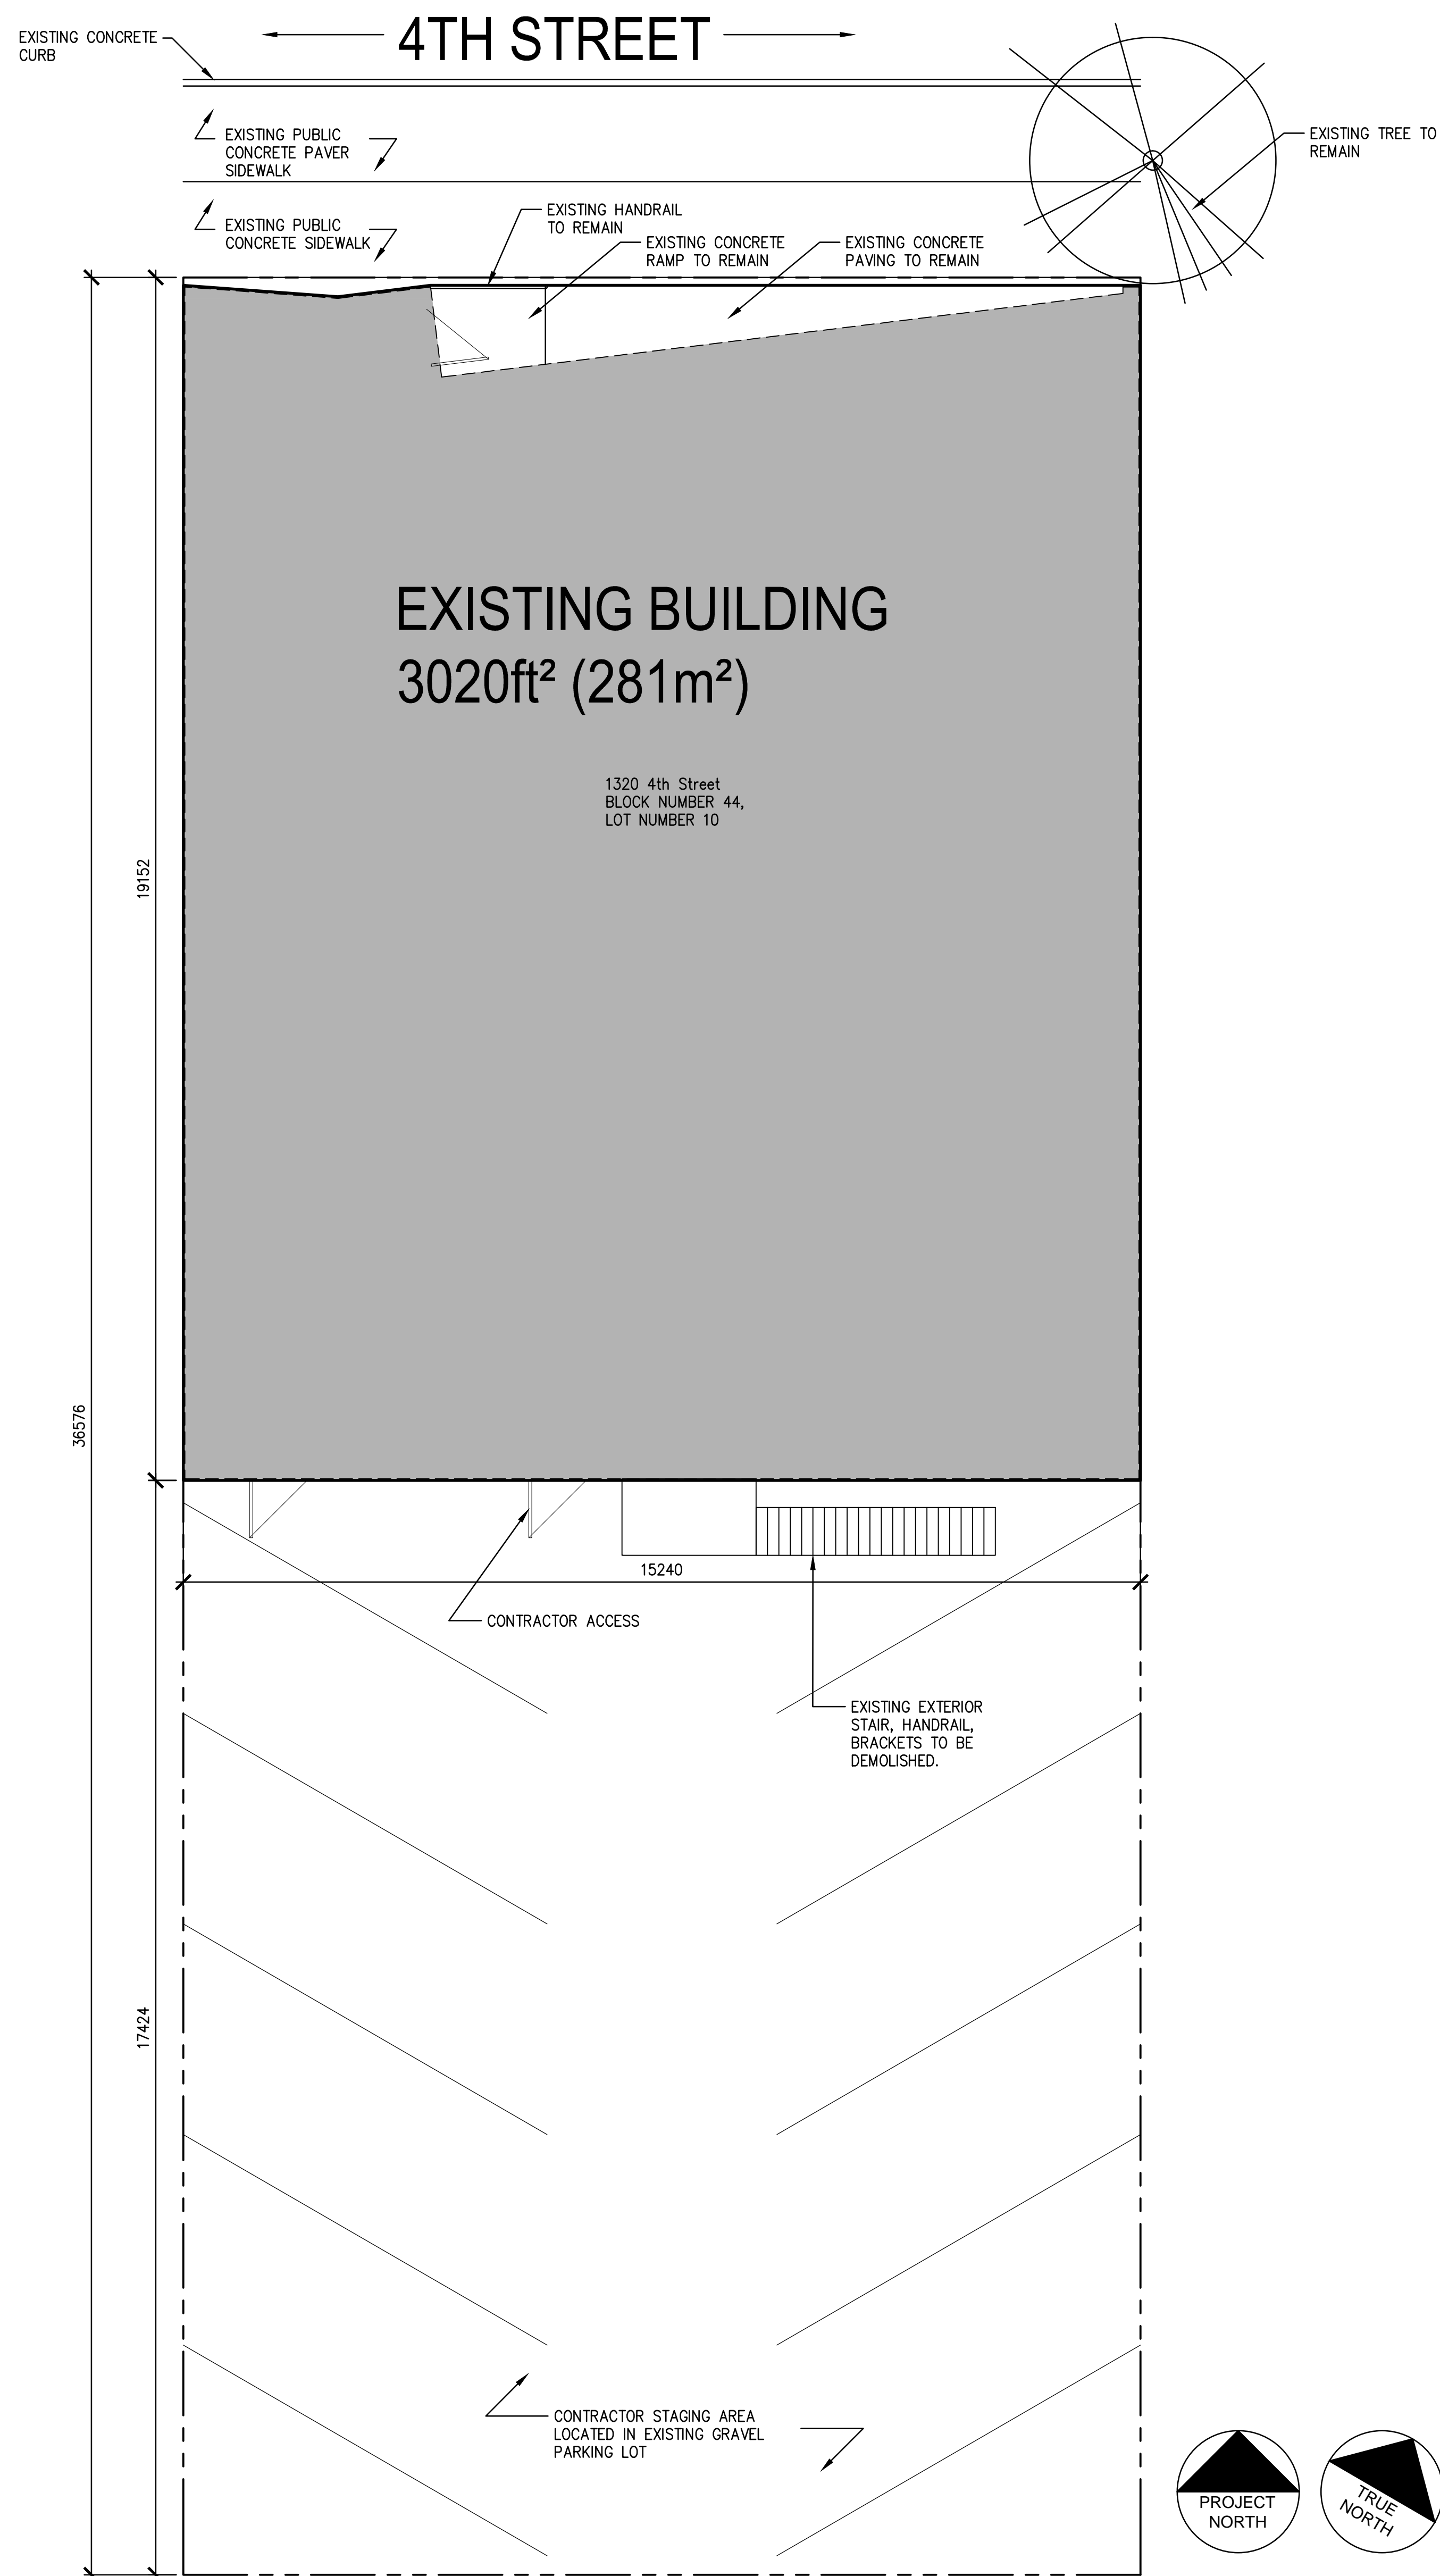 4TH STREET
EXISTING CONCRETE
CURB
EXISTING PUBLIC
CONCRETE PAVER
SIDEWALK
EXISTING TREE TO
REMAIN
EXISTING PUBLIC
CONCRETE SIDEWALK
EXISTING HANDRAIL
TO REMAIN
EXISTING CONCRETE
RAMP TO REMAIN
EXISTING CONCRETE
PAVING TO REMAIN
EXISTING BUILDING
3020ft² (281m²)
1320 4th Street
BLOCK NUMBER 44,
LOT NUMBER 10
19152
36576
15240
CONTRACTOR ACCESS
EXISTING EXTERIOR
STAIR, HANDRAIL,
BRACKETS TO BE
DEMOLISHED.
17424
CONTRACTOR STAGING AREA
LOCATED IN EXISTING GRAVEL
PARKING LOT
PROJECT
NORTH
TRUE
NORTH